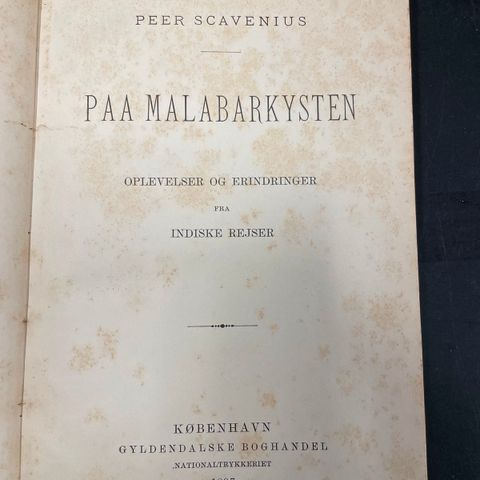 PEER SCAVENIUS
PAA MALABARKYSTEN
OPLEVELSER OG ERINDRINGER
FRA
INDISKE REJSER
KØBENHAVN
GYLDENDALSKE BOGHANDEL
NATIONALTRYKKERIET